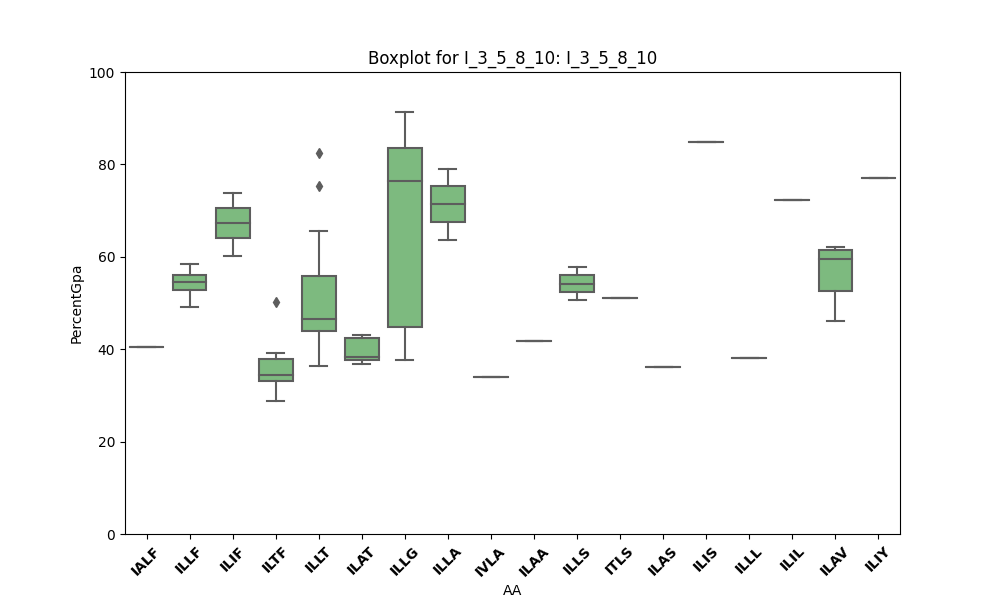 Boxplot for I_3_5_8_10: I_3_5_8_10
100
80
60
40
20
0
PercentGpa
IALF ILLF ILIF ILTF ILLT ILAT ILLG ILLA IVLA ILAA ILLS ITLS ILAS ILIS ILLL ILIL ILAV ILIY
AA